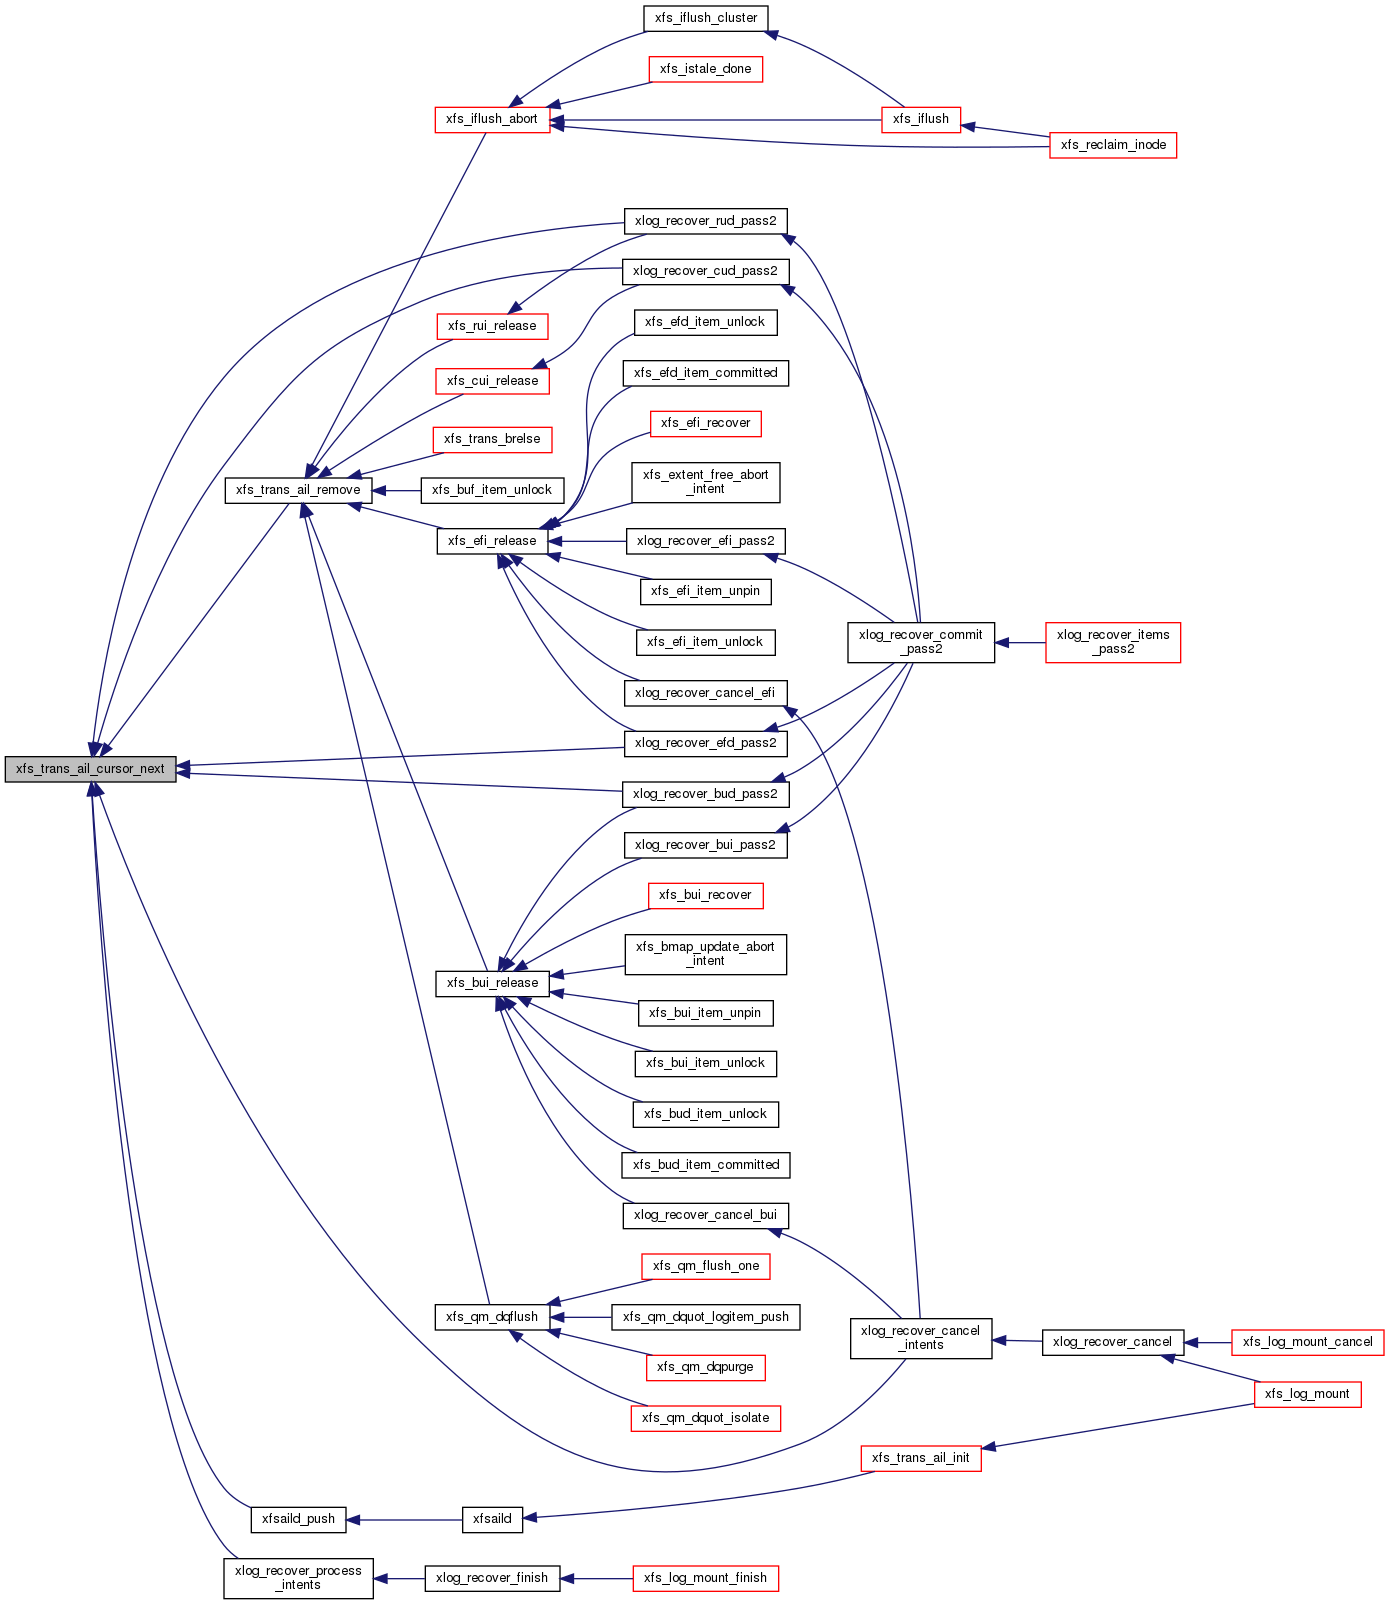 xfs_iflush_cluster
xfs_istale_done
xfs_iflush_abort
xfs_iflush
xfs_reclaim_inode
xlog_recover_rud_pass2
xlog_recover_cud_pass2
xfs_efd_item_unlock
xfs_rui_release
xfs_efd_item_committed
xfs_cui_release
xfs_efi_recover
xfs_trans_brelse
xfs_extent_free_abort
_intent
xfs_trans_ail_remove
xfs_buf_item_unlock
xfs_efi_release
xlog_recover_efi_pass2
xfs_efi_item_unpin
xfs_efi_item_unlock
xlog_recover_commit
_pass2
xlog_recover_items
_pass2
xlog_recover_cancel_efi
xlog_recover_efd_pass2
xfs_trans_ail_cursor_next
xlog_recover_bud_pass2
xlog_recover_bui_pass2
xfs_bui_recover
xfs_bmap_update_abort
_intent
xfs_bui_release
xfs_bui_item_unpin
xfs_bui_item_unlock
xfs_bud_item_unlock
xfs_bud_item_committed
xlog_recover_cancel_bui
xfs_qm_flush_one
xfs_qm_dqflush
xfs_qm_dquot_logitem_push
xlog_recover_cancel
_intents
xlog_recover_cancel
xfs_log_mount_cancel
xfs_qm_dqpurge
xfs_log_mount
xfs_qm_dquot_isolate
xfs_trans_ail_init
xfsaild_push
xfsaild
xlog_recover_process
_intents
xlog_recover_finish
xfs_log_mount_finish